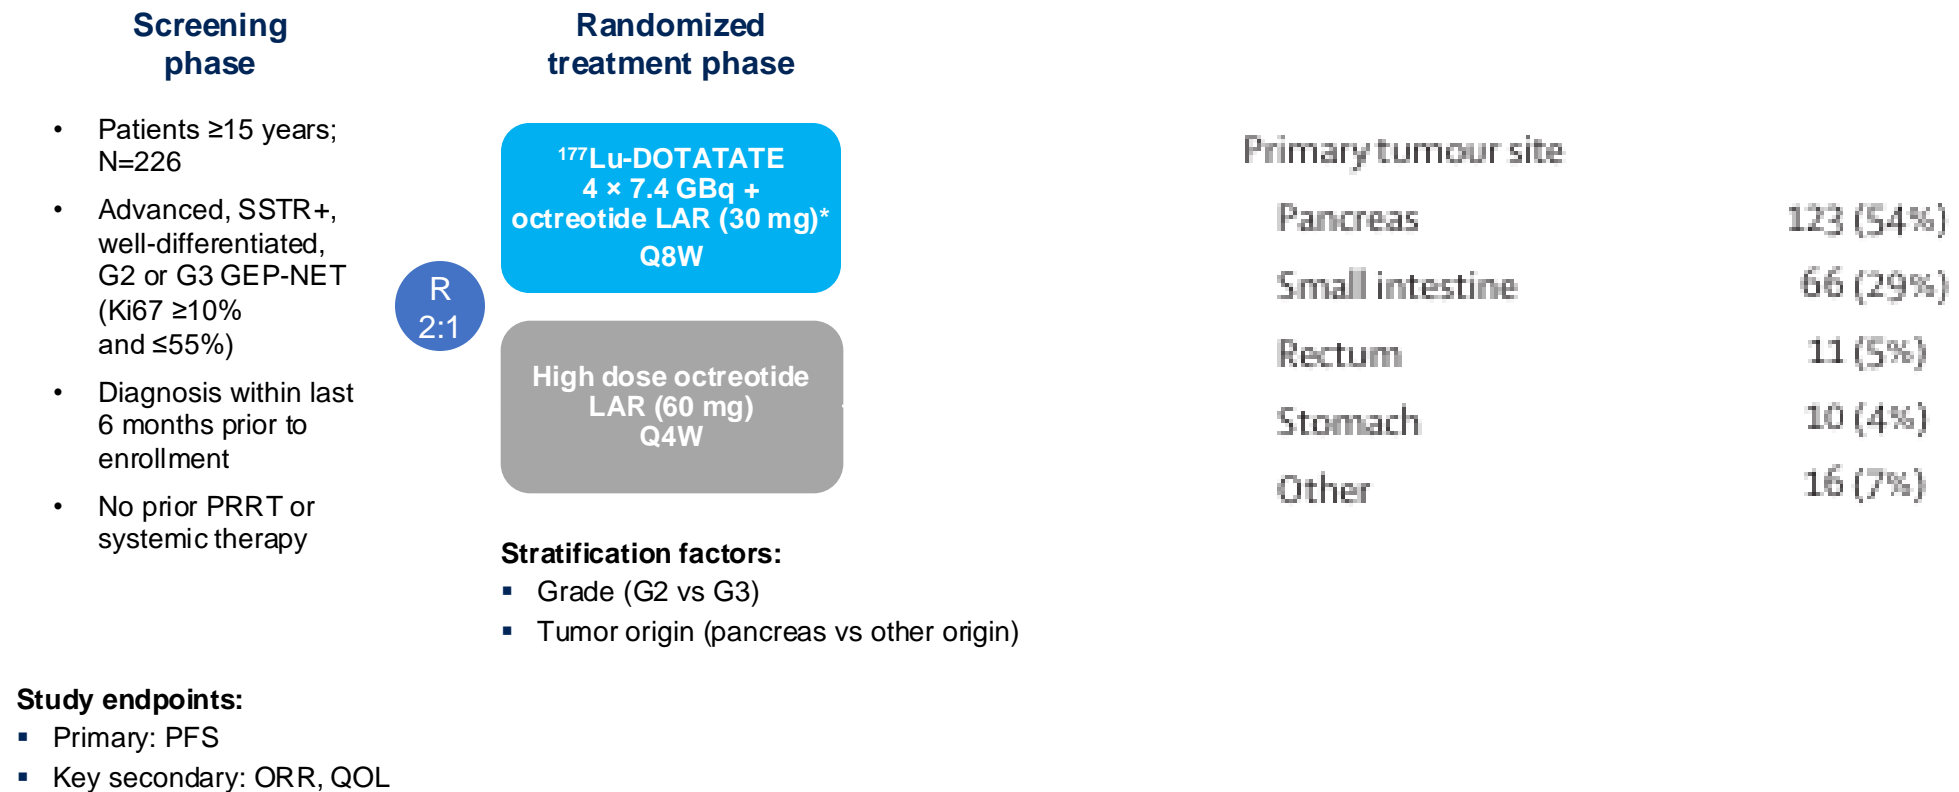 Screening
phase
• Patients ≥15 years;
N=226
• Advanced, SSTR+,
well-differentiated,
G2 or G3 GEP-NET
(Ki67 ≥10%
and ≤55%)
• Diagnosis within last
6 months prior to
enrollment
• No prior PRRT or
systemic therapy
R
2:1
Randomized
treatment phase
¹⁷⁷Lu-DOTATATE
4 × 7.4 GBq +
octreotide LAR (30 mg)*
Q8W
High dose octreotide
LAR (60 mg)
Q4W
Stratification factors:
▪ Grade (G2 vs G3)
▪ Tumor origin (pancreas vs other origin)
Study endpoints:
▪ Primary: PFS
▪ Key secondary: ORR, QOL
Primary tumour site
Pancreas 123 (54%)
Small intestine 66 (29%)
Rectum 11 (5%)
Stomach 10 (4%)
Other 16 (7%)